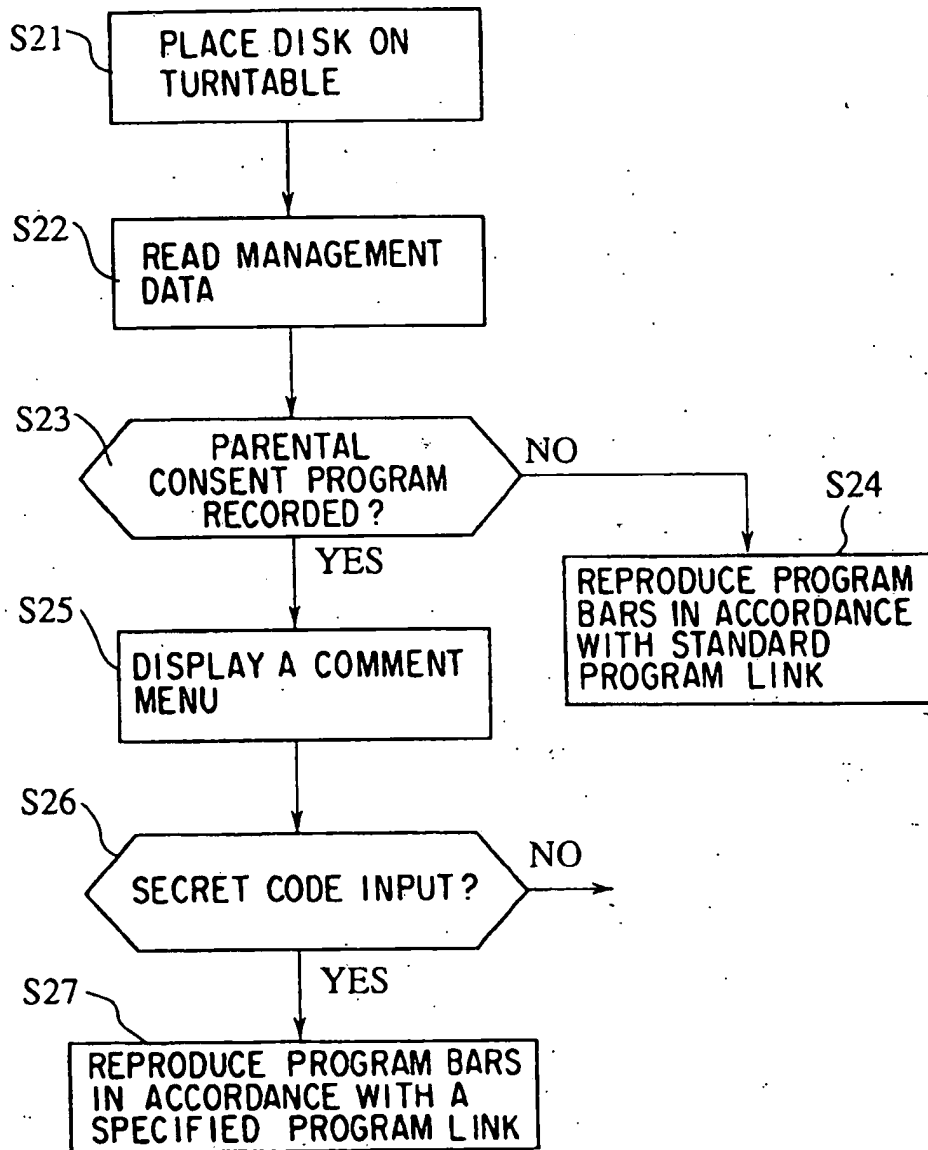 S21
PLACE DISK ON
TURNTABLE
S22
READ MANAGEMENT
DATA
S23
PARENTAL
CONSENT PROGRAM
RECORDED?
NO
YES
S24
REPRODUCE PROGRAM
BARS IN ACCORDANCE
WITH STANDARD
PROGRAM LINK
S25
DISPLAY A COMMENT
MENU
S26
SECRET CODE INPUT?
NO
YES
S27
REPRODUCE PROGRAM BARS
IN ACCORDANCE WITH A
SPECIFIED PROGRAM LINK